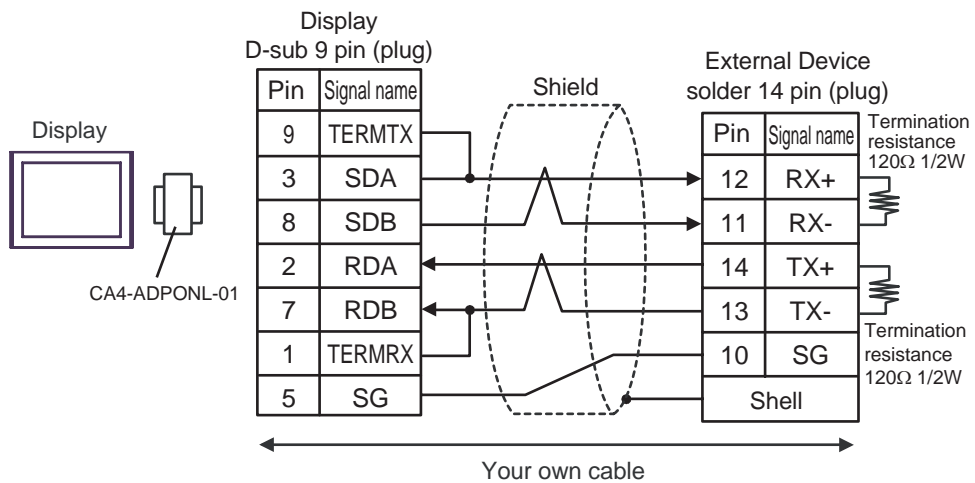 Display
D-sub 9 pin (plug)
Pin Signal name
9 TERMTX
3 SDA
8 SDB
2 RDA
7 RDB
1 TERMRX
5 SG
Display
CA4-ADPONL-01
Shield
External Device
solder 14 pin (plug)
Pin Signal name
12 RX+
11 RX-
14 TX+
13 TX-
10 SG
Shell
Termination
resistance
120Ω 1/2W
Termination
resistance
120Ω 1/2W
Your own cable